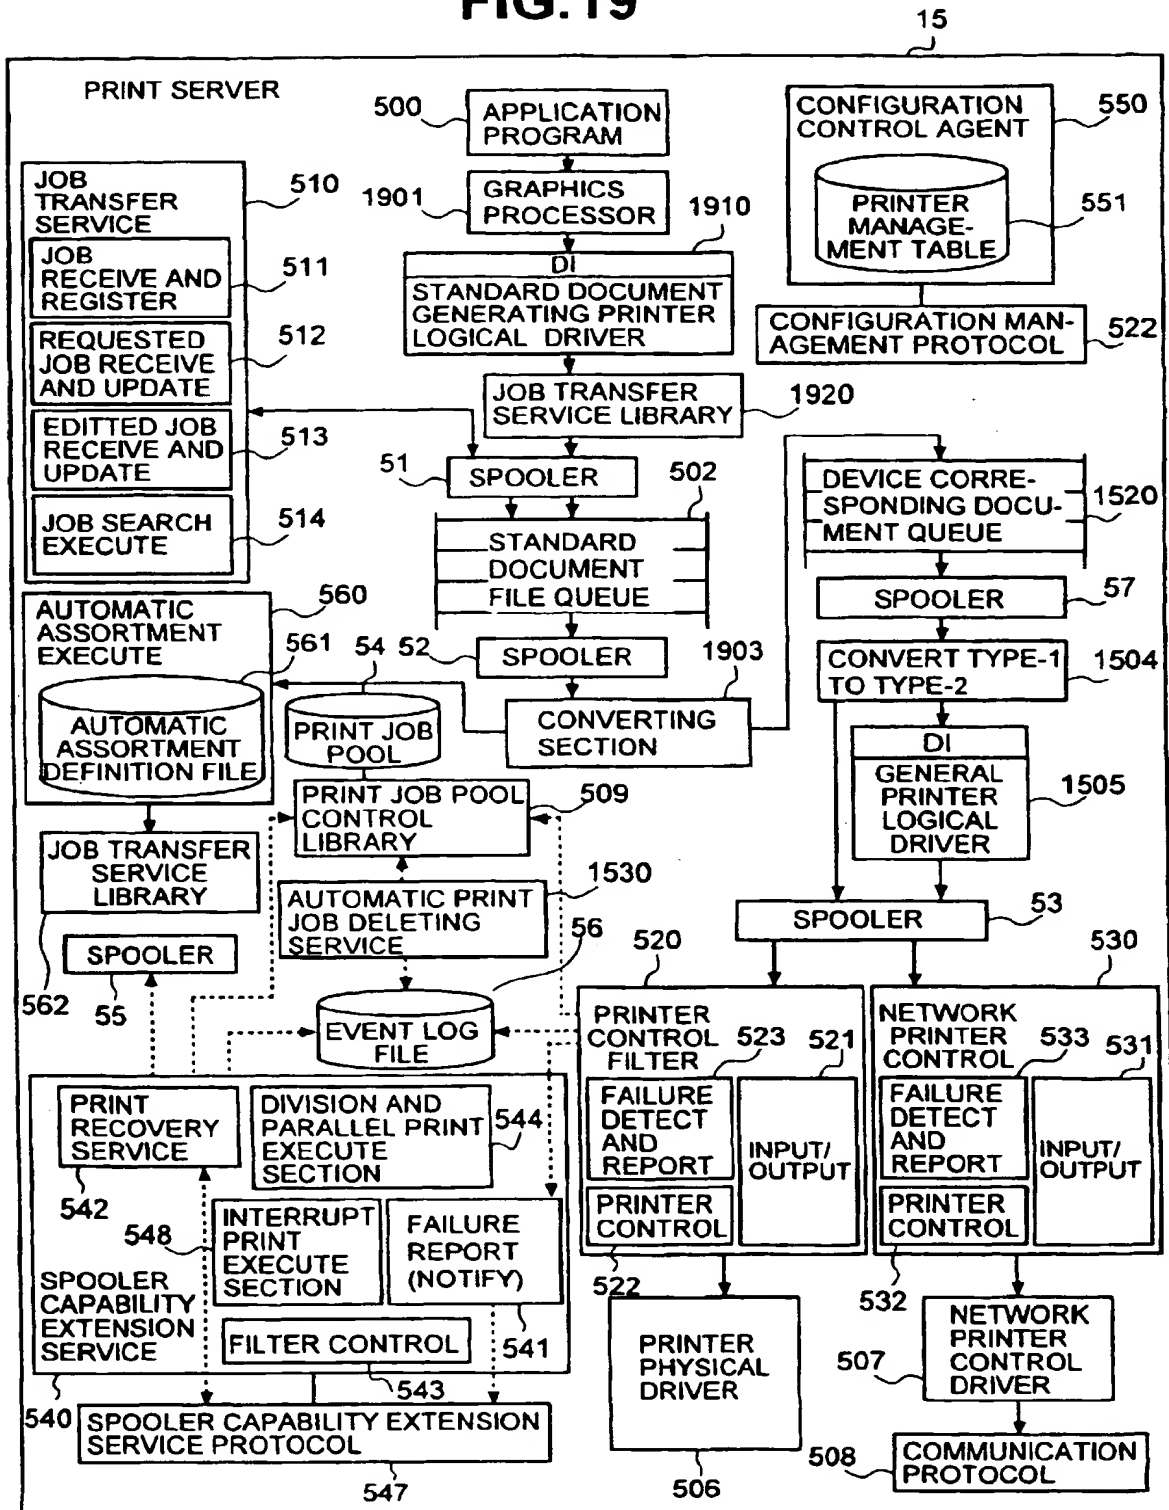 FIG.19
15
PRINT SERVER
500
APPLICATION
PROGRAM
CONFIGURATION
CONTROL AGENT
550
PRINTER
MANAGE-
MENT TABLE
551
CONFIGURATION MAN-
AGEMENT PROTOCOL
522
JOB
TRANSFER
SERVICE
510
JOB
RECEIVE AND
REGISTER
511
REQUESTED
JOB RECEIVE
AND UPDATE
512
EDITTED JOB
RECEIVE AND
UPDATE
513
JOB SEARCH
EXECUTE
514
1901
GRAPHICS
PROCESSOR
1910
DI
STANDARD DOCUMENT
GENERATING PRINTER
LOGICAL DRIVER
JOB TRANSFER
SERVICE LIBRARY
1920
51
SPOOLER
502
STANDARD
DOCUMENT
FILE QUEUE
52
SPOOLER
1903
CONVERTING
SECTION
DEVICE CORRE-
SPONDING DOCU-
MENT QUEUE
1520
SPOOLER
57
CONVERT TYPE-1
TO TYPE-2
1504
DI
GENERAL
PRINTER
LOGICAL
DRIVER
1505
SPOOLER
53
AUTOMATIC
ASSORTMENT
EXECUTE
560
561
AUTOMATIC
ASSORTMENT
DEFINITION FILE
54
PRINT JOB
POOL
PRINT JOB POOL
CONTROL
LIBRARY
509
JOB TRANSFER
SERVICE
LIBRARY
562
AUTOMATIC PRINT
JOB DELETING
SERVICE
1530
SPOOLER
55
56
EVENT LOG
FILE
520
PRINTER
CONTROL
FILTER
523
521
FAILURE
DETECT
AND
REPORT
INPUT/
OUTPUT
PRINTER
CONTROL
522
530
NETWORK
PRINTER
CONTROL
533
531
FAILURE
DETECT
AND
REPORT
INPUT/
OUTPUT
PRINTER
CONTROL
532
PRINT
RECOVERY
SERVICE
542
DIVISION AND
PARALLEL PRINT
EXECUTE
SECTION
544
548
INTERRUPT
PRINT
EXECUTE
SECTION
FAILURE
REPORT
(NOTIFY)
541
SPOOLER
CAPABILITY
EXTENSION
SERVICE
FILTER CONTROL
543
540
SPOOLER CAPABILITY EXTENSION
SERVICE PROTOCOL
547
PRINTER
PHYSICAL
DRIVER
506
507
NETWORK
PRINTER
CONTROL
DRIVER
508
COMMUNICATION
PROTOCOL